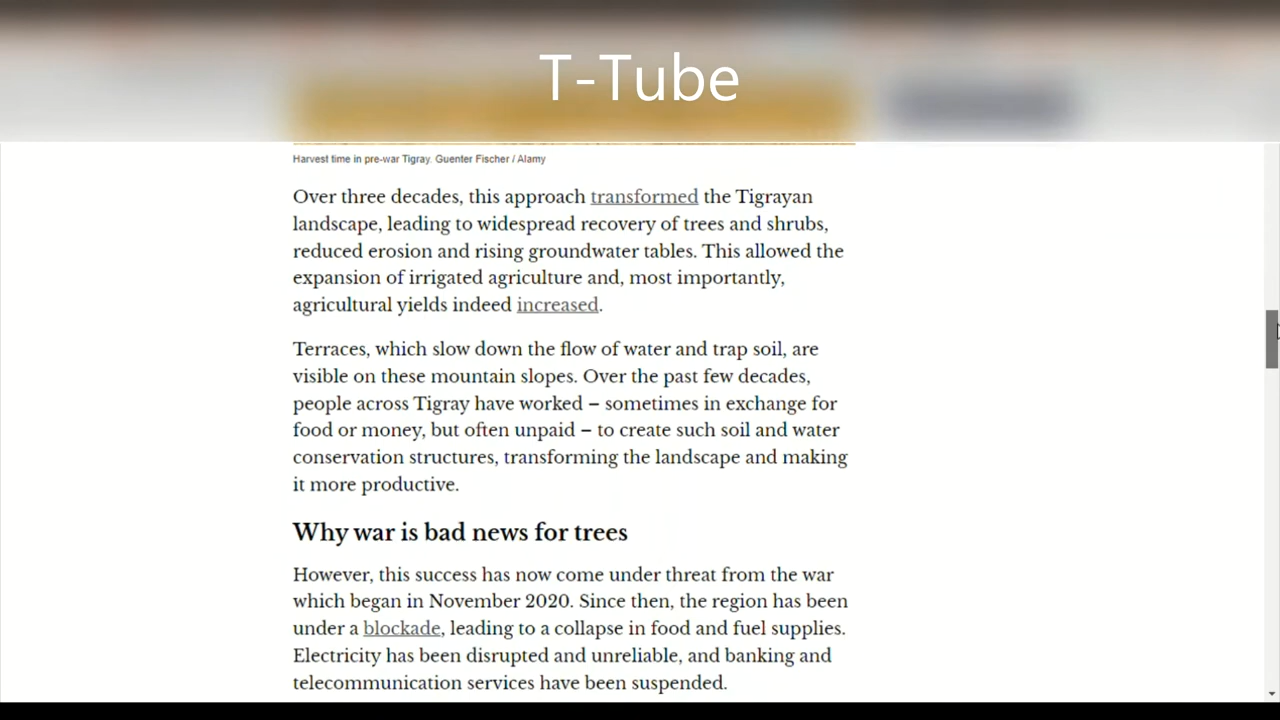 T-Tube
Harvest time in pre-war Tigray. Guenter Fischer / Alamy
Over three decades, this approach transformed the Tigrayan
landscape, leading to widespread recovery of trees and shrubs,
reduced erosion and rising groundwater tables. This allowed the
expansion of irrigated agriculture and, most importantly,
agricultural yields indeed increased.
Terraces, which slow down the flow of water and trap soil, are
visible on these mountain slopes. Over the past few decades,
people across Tigray have worked – sometimes in exchange for
food or money, but often unpaid – to create such soil and water
conservation structures, transforming the landscape and making
it more productive.
Why war is bad news for trees
However, this success has now come under threat from the war
which began in November 2020. Since then, the region has been
under a blockade, leading to a collapse in food and fuel supplies.
Electricity has been disrupted and unreliable, and banking and
telecommunication services have been suspended.